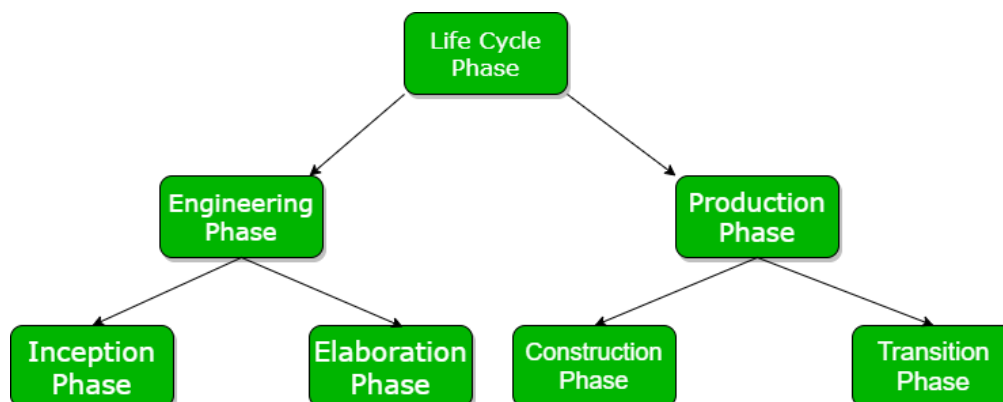 Life Cycle
Phase
Engineering
Phase
Production
Phase
Inception
Phase
Elaboration
Phase
Construction
Phase
Transition
Phase